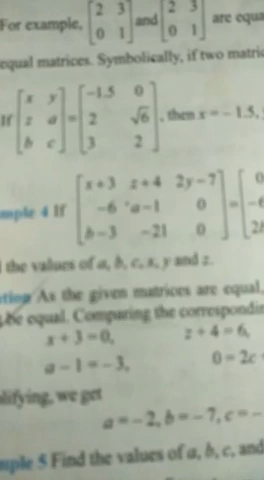 For example, [2 3 0 1] and [2 3 0 1] are equa
equal matrices. Symbolically, if two matric
If [x y z a b c] = [-1.5 0 2 √6 3 2], then x = - 1.5,
mple 4 If [x+3 z+4 2y-7 -6 a-1 0 b-3 -21 0] = [0 -6 2b
the values of a, b, c, x, y and z.
tion As the given matrices are equal,
be equal. Comparing the correspondin
x + 3 = 0, z + 4 = 6,
a - 1 = - 3, 0 = 2c
lifying, we get
a = - 2, b = - 7, c = -
mple 5 Find the values of a, b, c, and